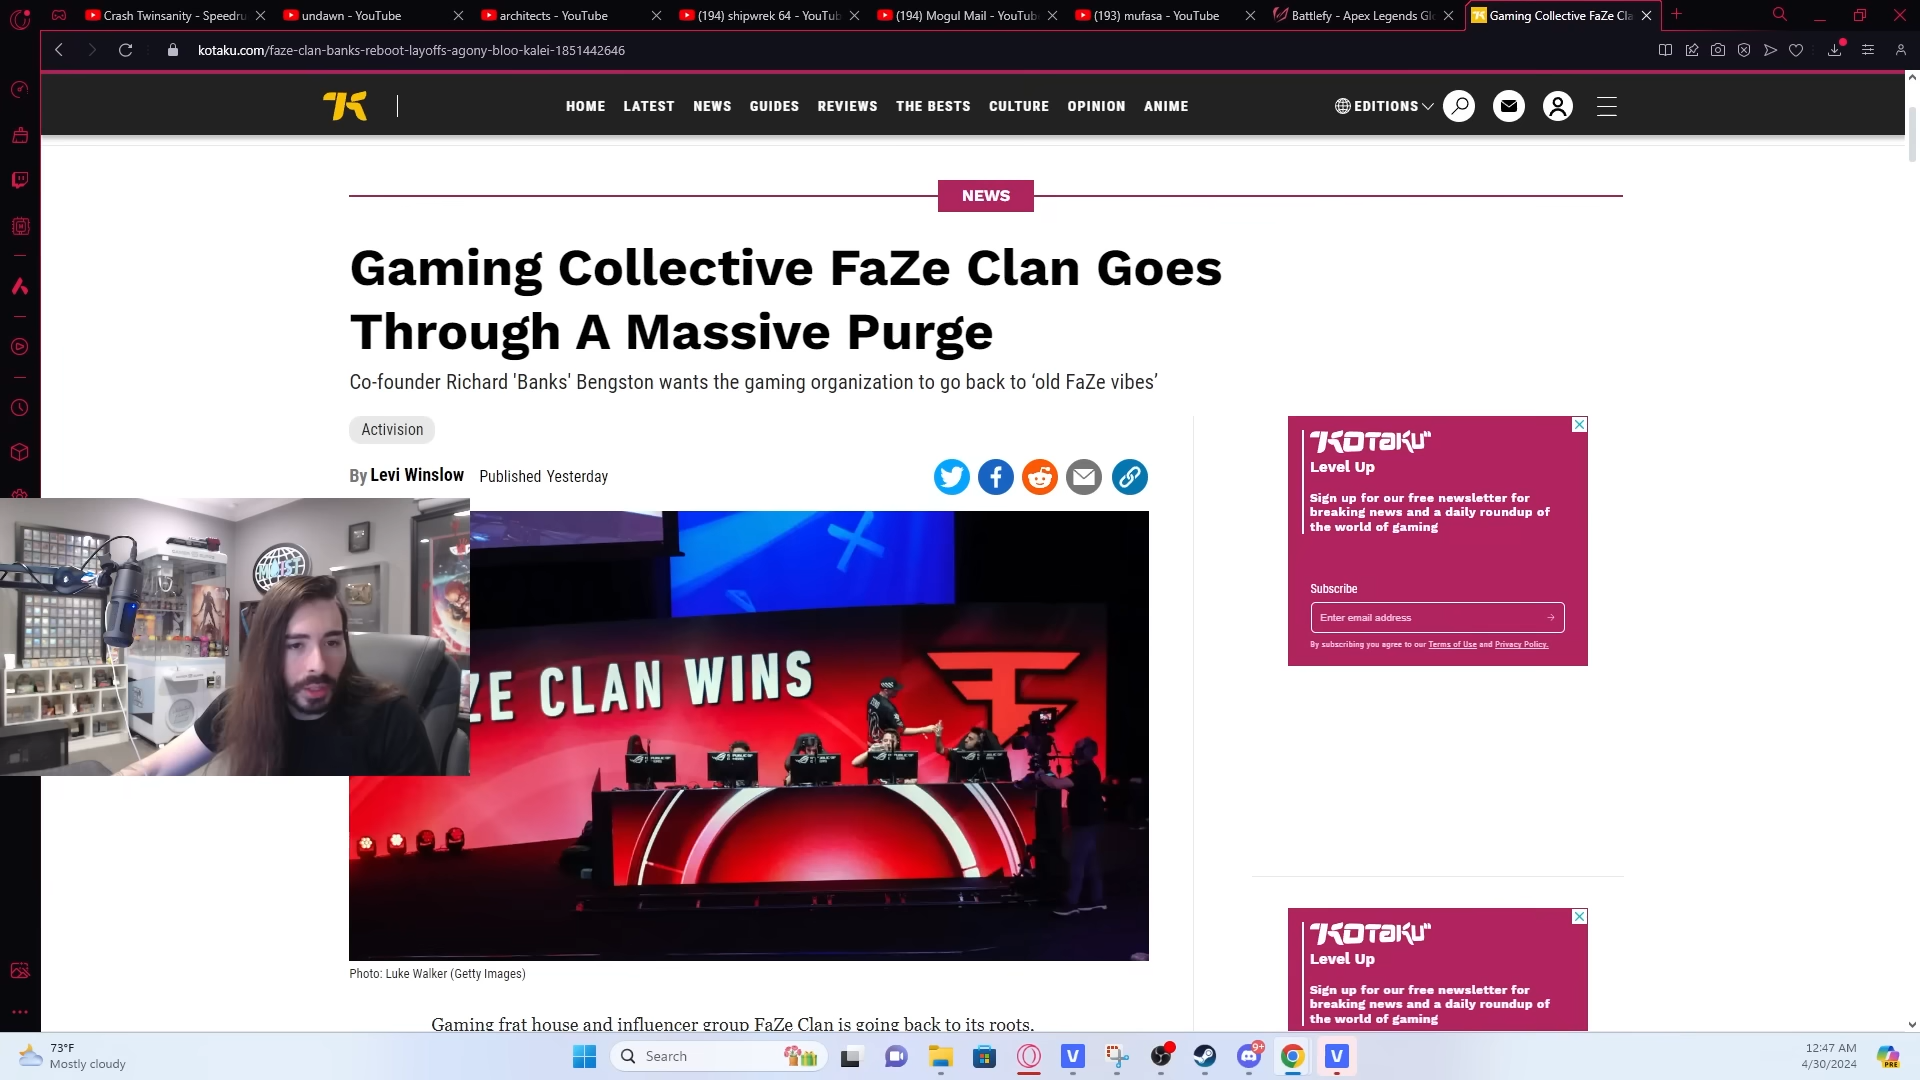 Crash Twinsanity - Speedru
undawn - YouTube
architects - YouTube
(194) shipwrek 64 - YouTub
(194) Mogul Mail - YouTub
(193) mufasa - YouTube
Battlefy - Apex Legends Gl
Gaming Collective FaZe Cla
kotaku.com/faze-clan-banks-reboot-layoffs-agony-bloo-kalei-1851442646
HOME LATEST NEWS GUIDES REVIEWS THE BESTS CULTURE OPINION ANIME
EDITIONS
NEWS
Gaming Collective FaZe Clan Goes
Through A Massive Purge
Co-founder Richard 'Banks' Bengston wants the gaming organization to go back to ‘old FaZe vibes’
Activision
By Levi Winslow Published Yesterday
ZE CLAN WINS
MOIST
Photo: Luke Walker (Getty Images)
Gaming frat house and influencer group FaZe Clan is going back to its roots.
KOTAKU
Level Up
Sign up for our free newsletter for
breaking news and a daily roundup of
the world of gaming
Subscribe
Enter email address
By subscribing you agree to our Terms of Use and Privacy Policy.
KOTAKU
Level Up
Sign up for our free newsletter for
breaking news and a daily roundup of
the world of gaming
73°F
Mostly cloudy
Search
9+
12:47 AM
4/30/2024
PRE